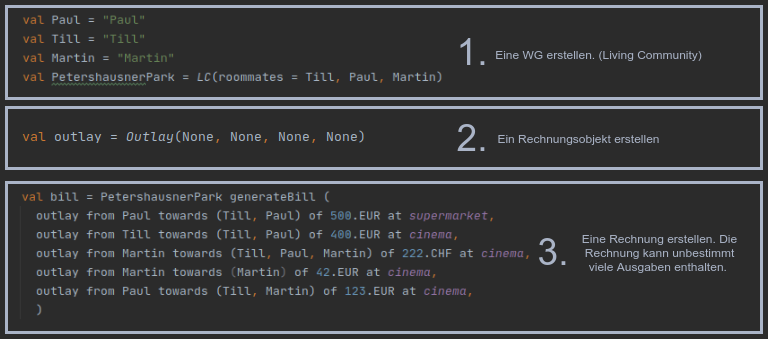 val Paul = "Paul"
val Till = "Till"
val Martin = "Martin"
val PetershausnerPark = LC(roommates = Till, Paul, Martin)
1. Eine WG erstellen. (Living Community)
val outlay = Outlay(None, None, None, None)
2. Ein Rechnungsobjekt erstellen
val bill = PetershausnerPark generateBill (
outlay from Paul towards (Till, Paul) of 500.EUR at supermarket,
outlay from Till towards (Till, Paul) of 400.EUR at cinema,
outlay from Martin towards (Till, Paul, Martin) of 222.CHF at cinema,
outlay from Martin towards (Martin) of 42.EUR at cinema,
outlay from Paul towards (Till, Martin) of 123.EUR at cinema,
)
3. Eine Rechnung erstellen. Die
Rechnung kann unbestimmt
viele Ausgaben enthalten.